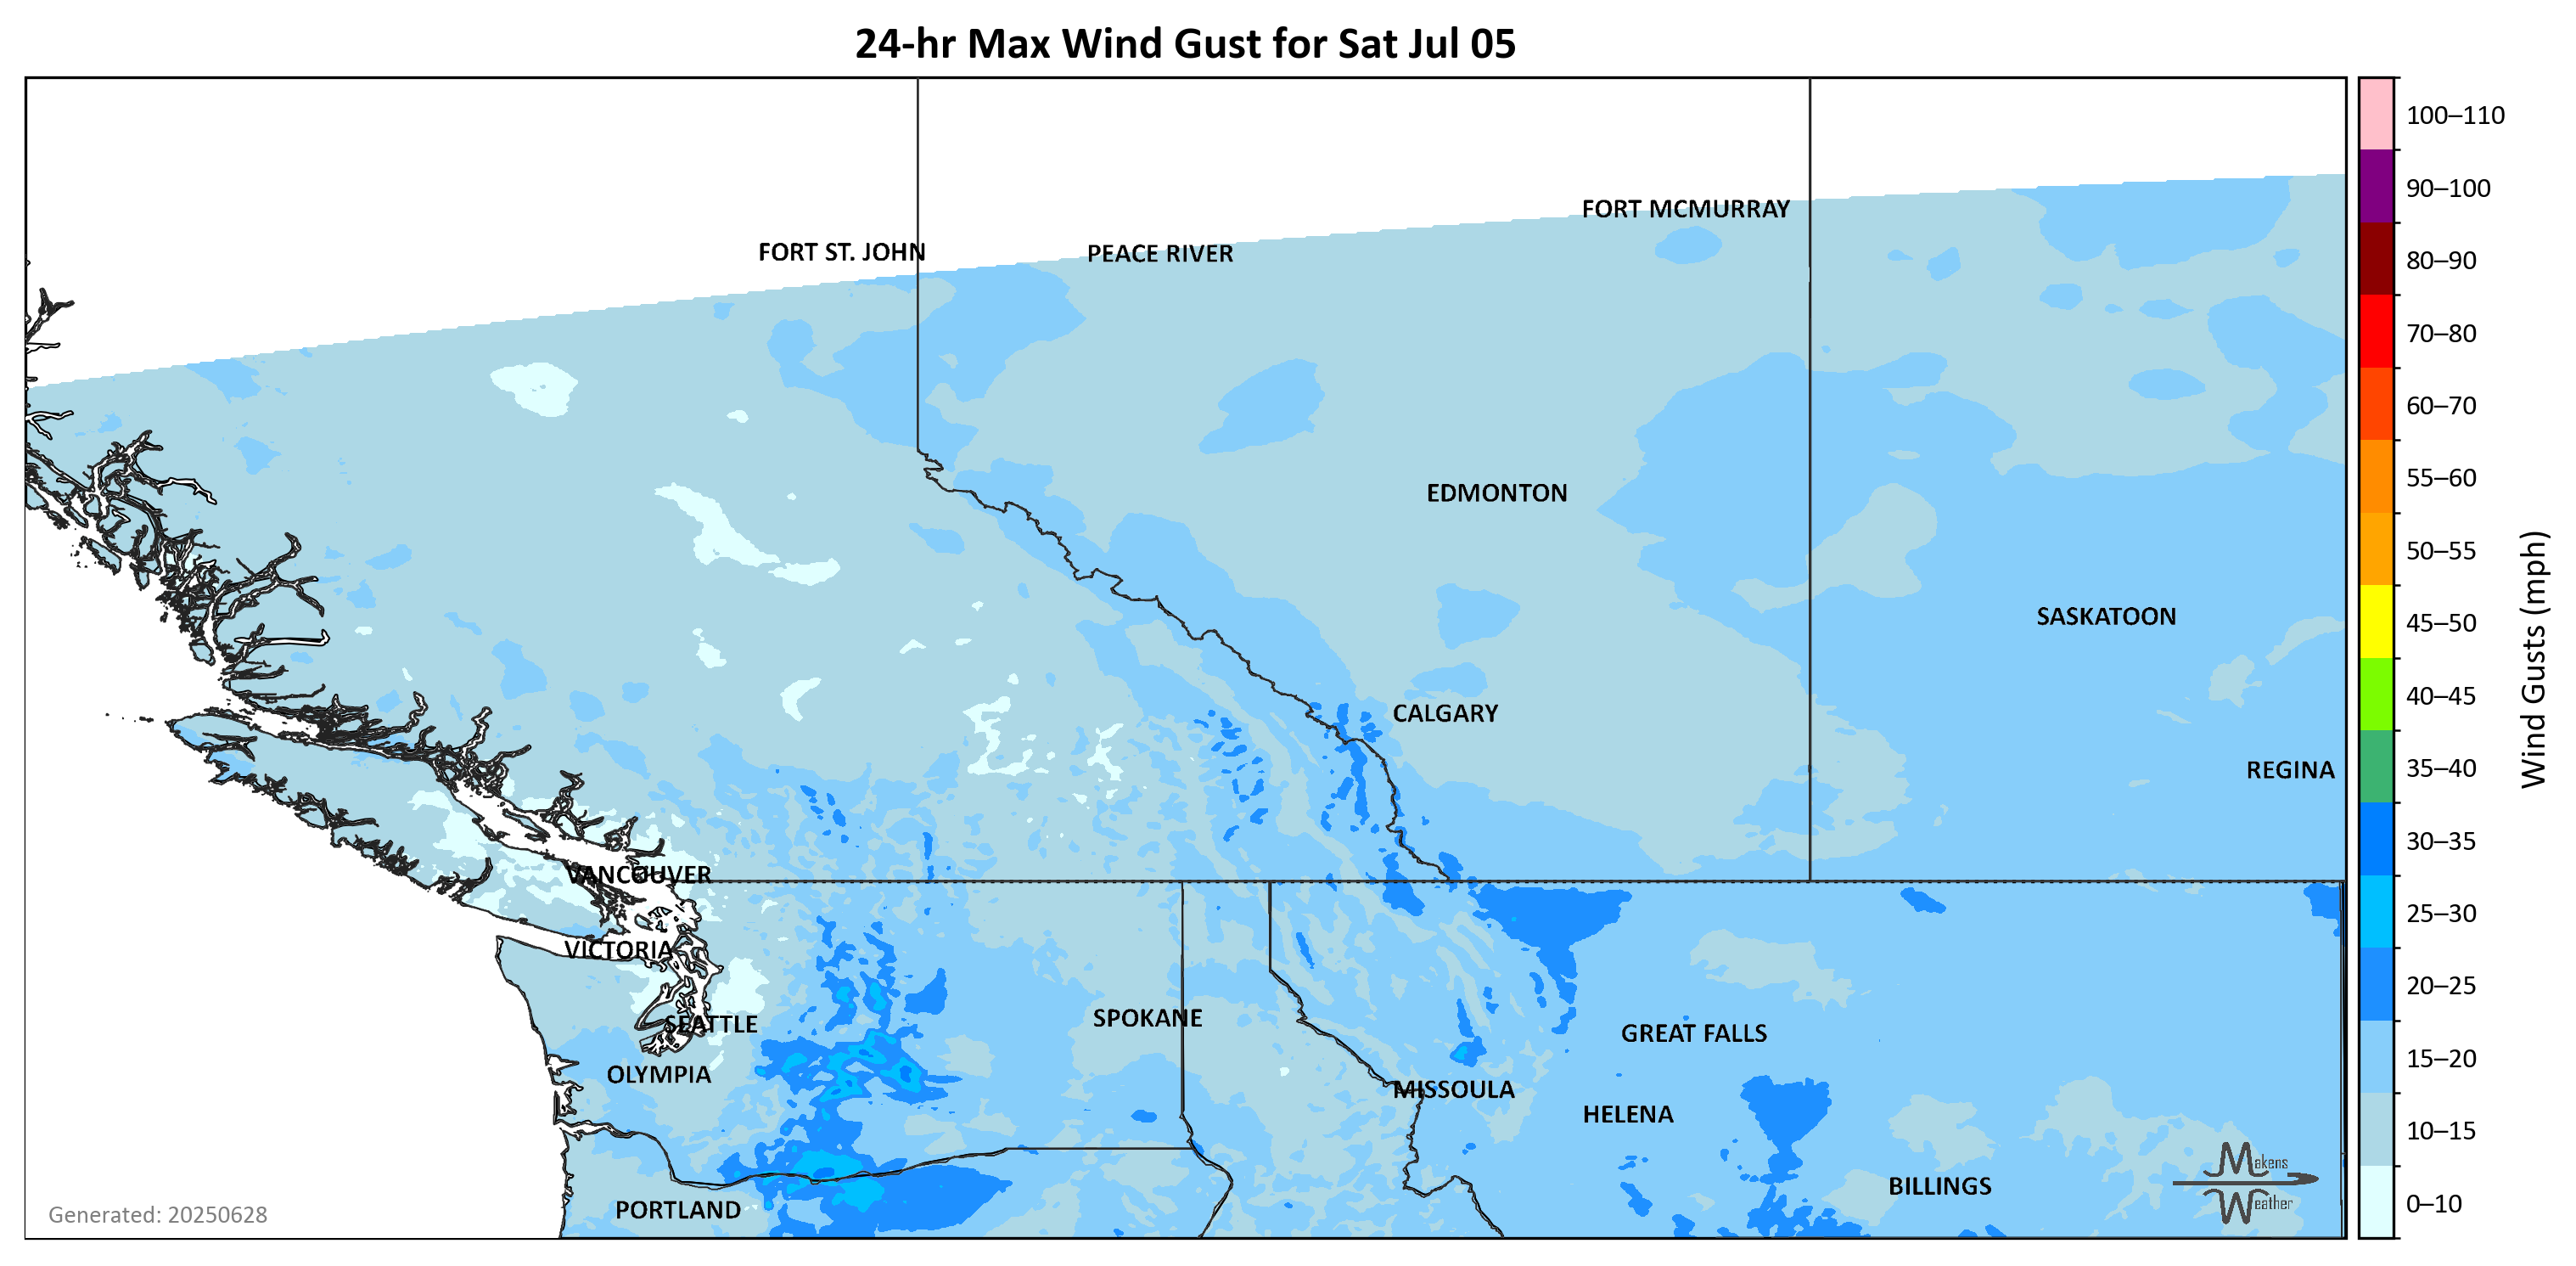 24-hr Max Wind Gust for Sat Jul 05
100–110
90–100
80–90
70–80
60–70
55–60
50–55
45–50
40–45
35–40
30–35
25–30
20–25
15–20
10–15
0–10
Wind Gusts (mph)
FORT MCMURRAY
FORT ST. JOHN
PEACE RIVER
EDMONTON
SASKATOON
CALGARY
REGINA
VANCOUVER
VICTORIA
SPOKANE
SEATTLE
GREAT FALLS
OLYMPIA
MISSOULA
HELENA
BILLINGS
PORTLAND
Makens
Weather
Generated: 20250628